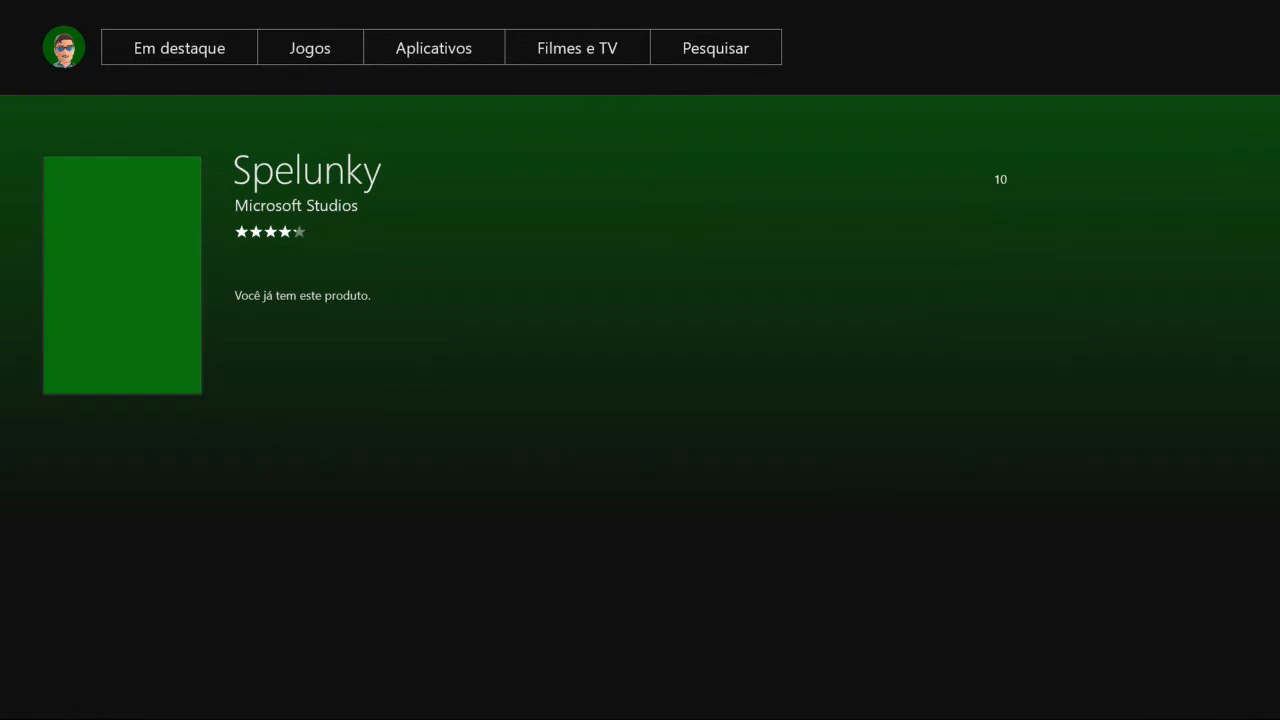 Em destaque
Jogos
Aplicativos
Filmes e TV
Pesquisar
Spelunky
10
Microsoft Studios
Você já tem este produto.